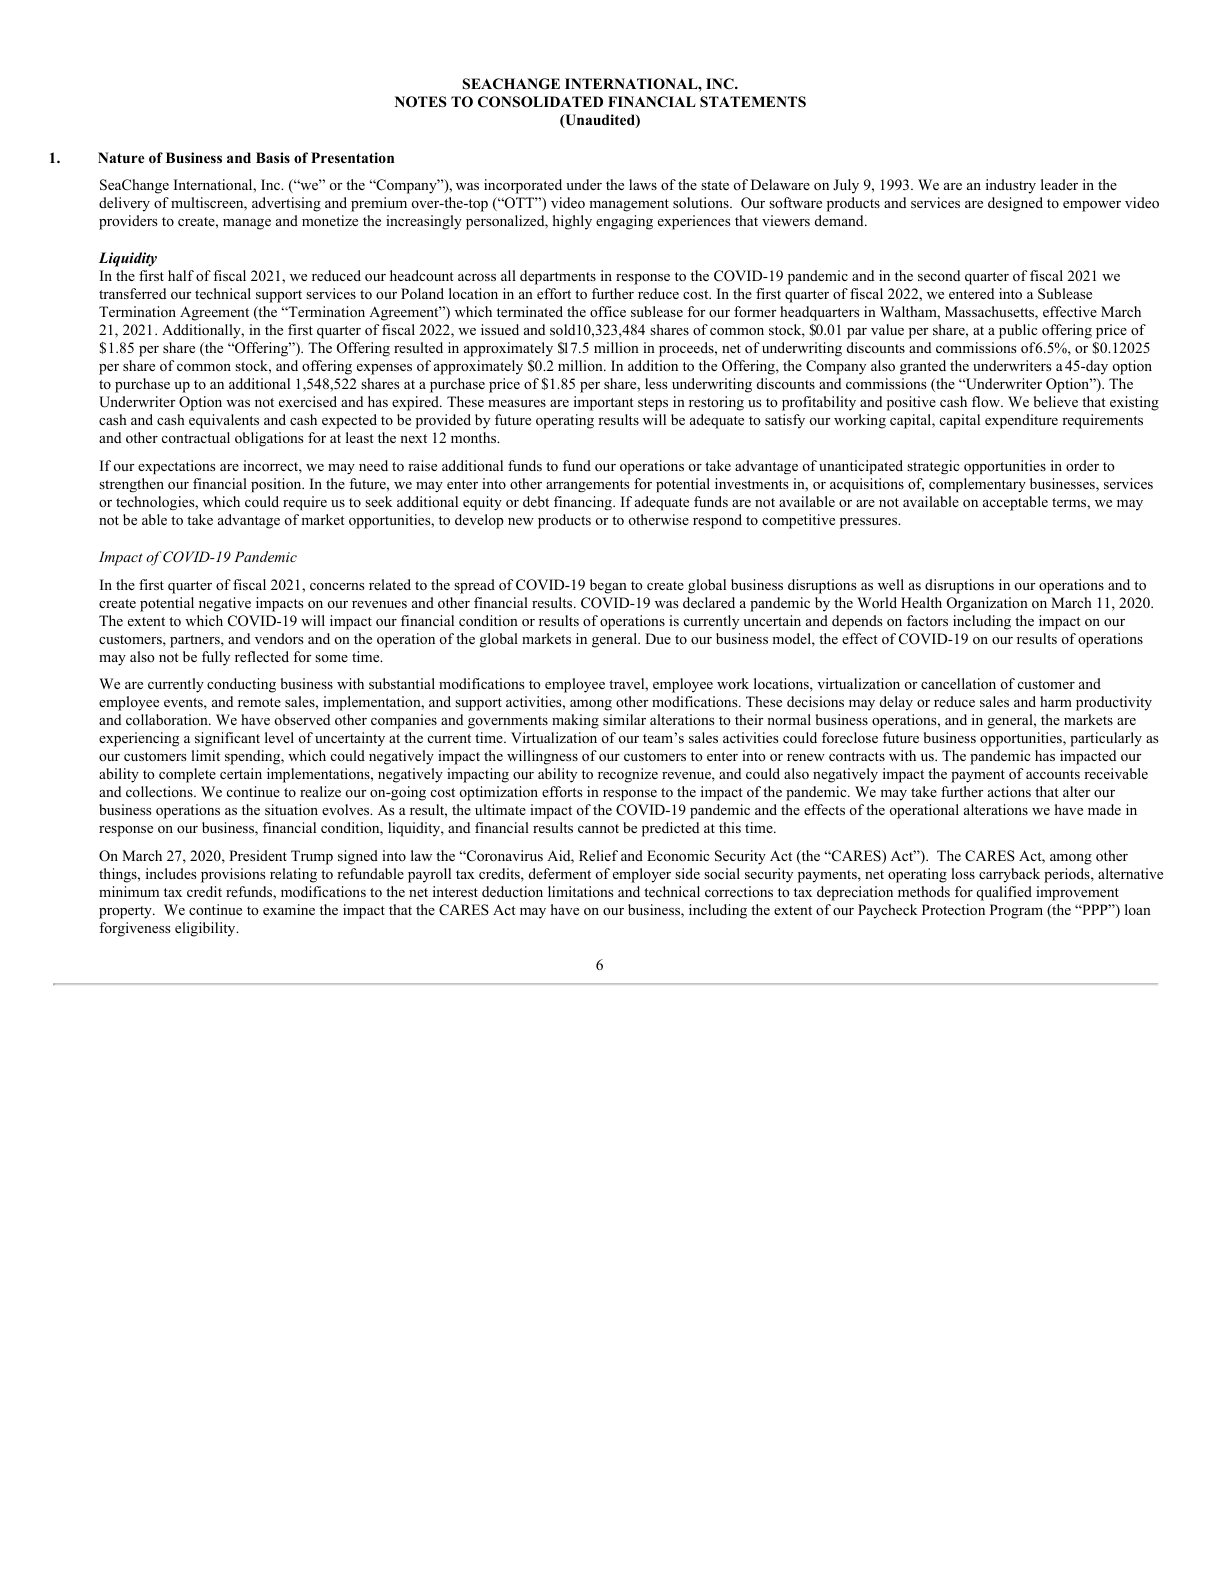 SEACHANGE INTERNATIONAL, INC.
NOTES TO CONSOLIDATED FINANCIAL STATEMENTS
(Unaudited)
1. Nature of Business and Basis of Presentation
SeaChange International, Inc. (“we” or the “Company”), was incorporated under the laws of the state of Delaware on July 9, 1993. We are an industry leader in the
delivery of multiscreen, advertising and premium over-the-top (“OTT”) video management solutions. Our software products and services are designed to empower video
providers to create, manage and monetize the increasingly personalized, highly engaging experiences that viewers demand.
Liquidity
In the first half of fiscal 2021, we reduced our headcount across all departments in response to the COVID-19 pandemic and in the second quarter of fiscal 2021 we
transferred our technical support services to our Poland location in an effort to further reduce cost. In the first quarter of fiscal 2022, we entered into a Sublease
Termination Agreement (the “Termination Agreement”) which terminated the office sublease for our former headquarters in Waltham, Massachusetts, effective March
21, 2021. Additionally, in the first quarter of fiscal 2022, we issued and sold10,323,484 shares of common stock, $0.01 par value per share, at a public offering price of
$1.85 per share (the “Offering”). The Offering resulted in approximately $17.5 million in proceeds, net of underwriting discounts and commissions of6.5%, or $0.12025
per share of common stock, and offering expenses of approximately $0.2 million. In addition to the Offering, the Company also granted the underwriters a45-day option
to purchase up to an additional 1,548,522 shares at a purchase price of $1.85 per share, less underwriting discounts and commissions (the “Underwriter Option”). The
Underwriter Option was not exercised and has expired. These measures are important steps in restoring us to profitability and positive cash flow. We believe that existing
cash and cash equivalents and cash expected to be provided by future operating results will be adequate to satisfy our working capital, capital expenditure requirements
and other contractual obligations for at least the next 12 months.
If our expectations are incorrect, we may need to raise additional funds to fund our operations or take advantage of unanticipated strategic opportunities in order to
strengthen our financial position. In the future, we may enter into other arrangements for potential investments in, or acquisitions of, complementary businesses, services
or technologies, which could require us to seek additional equity or debt financing. If adequate funds are not available or are not available on acceptable terms, we may
not be able to take advantage of market opportunities, to develop new products or to otherwise respond to competitive pressures.
Impact of COVID-19 Pandemic
In the first quarter of fiscal 2021, concerns related to the spread of COVID-19 began to create global business disruptions as well as disruptions in our operations and to
create potential negative impacts on our revenues and other financial results. COVID-19 was declared a pandemic by the World Health Organization on March 11, 2020.
The extent to which COVID-19 will impact our financial condition or results of operations is currently uncertain and depends on factors including the impact on our
customers, partners, and vendors and on the operation of the global markets in general. Due to our business model, the effect of COVID-19 on our results of operations
may also not be fully reflected for some time.
We are currently conducting business with substantial modifications to employee travel, employee work locations, virtualization or cancellation of customer and
employee events, and remote sales, implementation, and support activities, among other modifications. These decisions may delay or reduce sales and harm productivity
and collaboration. We have observed other companies and governments making similar alterations to their normal business operations, and in general, the markets are
experiencing a significant level of uncertainty at the current time. Virtualization of our team’s sales activities could foreclose future business opportunities, particularly as
our customers limit spending, which could negatively impact the willingness of our customers to enter into or renew contracts with us. The pandemic has impacted our
ability to complete certain implementations, negatively impacting our ability to recognize revenue, and could also negatively impact the payment of accounts receivable
and collections. We continue to realize our on-going cost optimization efforts in response to the impact of the pandemic. We may take further actions that alter our
business operations as the situation evolves. As a result, the ultimate impact of the COVID-19 pandemic and the effects of the operational alterations we have made in
response on our business, financial condition, liquidity, and financial results cannot be predicted at this time.
On March 27, 2020, President Trump signed into law the “Coronavirus Aid, Relief and Economic Security Act (the “CARES) Act”). The CARES Act, among other
things, includes provisions relating to refundable payroll tax credits, deferment of employer side social security payments, net operating loss carryback periods, alternative
minimum tax credit refunds, modifications to the net interest deduction limitations and technical corrections to tax depreciation methods for qualified improvement
property. We continue to examine the impact that the CARES Act may have on our business, including the extent of our Paycheck Protection Program (the “PPP”) loan
forgiveness eligibility.
6